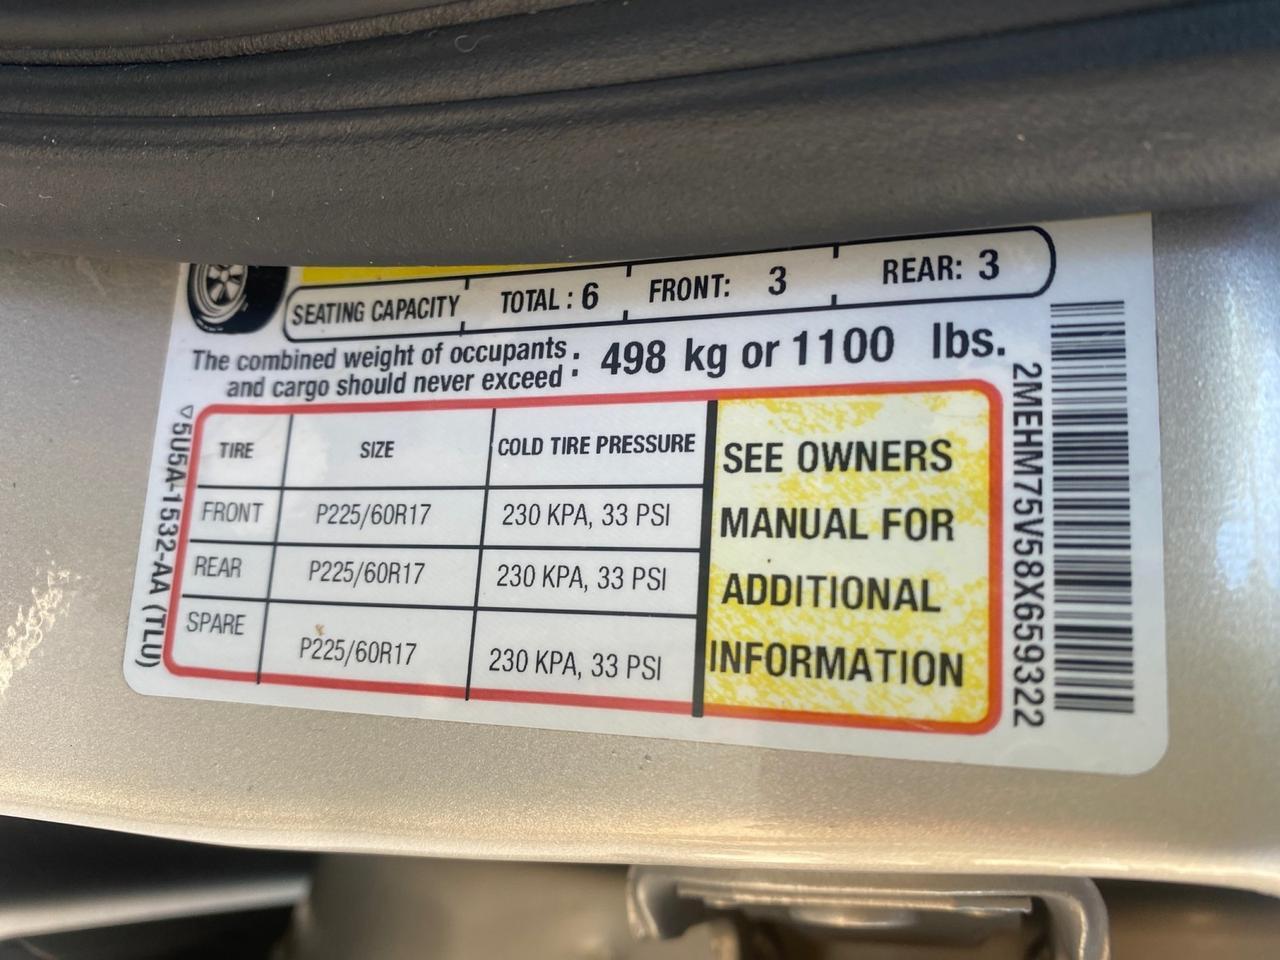 SEATING CAPACITY TOTAL : 6 FRONT: 3 REAR: 3
The combined weight of occupants and cargo should never exceed : 498 kg or 1100 lbs.
TIRE SIZE COLD TIRE PRESSURE
FRONT P225/60R17 230 KPA, 33 PSI
REAR P225/60R17 230 KPA, 33 PSI
SPARE P225/60R17 230 KPA, 33 PSI
SEE OWNERS
MANUAL FOR
ADDITIONAL
INFORMATION
5U5A-1532-AA (TLU)
2MEHM75V58X659322